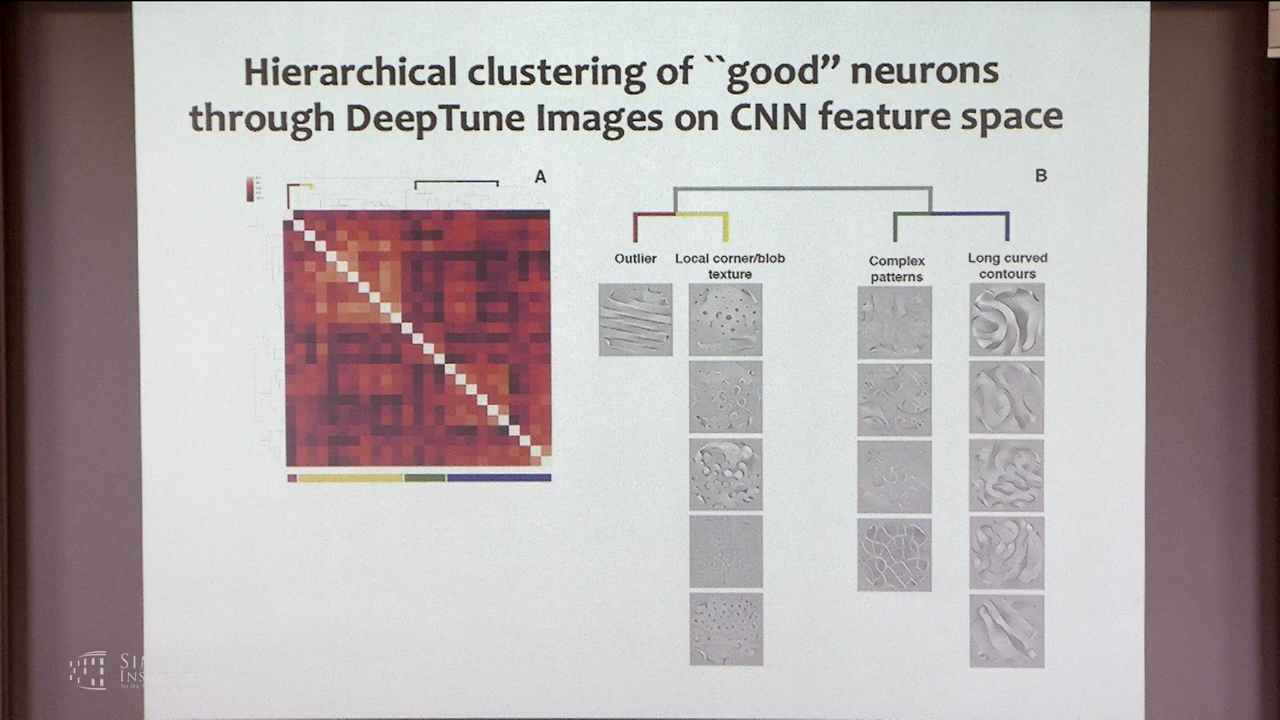 Hierarchical clustering of ``good” neurons
through DeepTune Images on CNN feature space
A
B
Outlier
Local corner/blob
texture
Complex
patterns
Long curved
contours